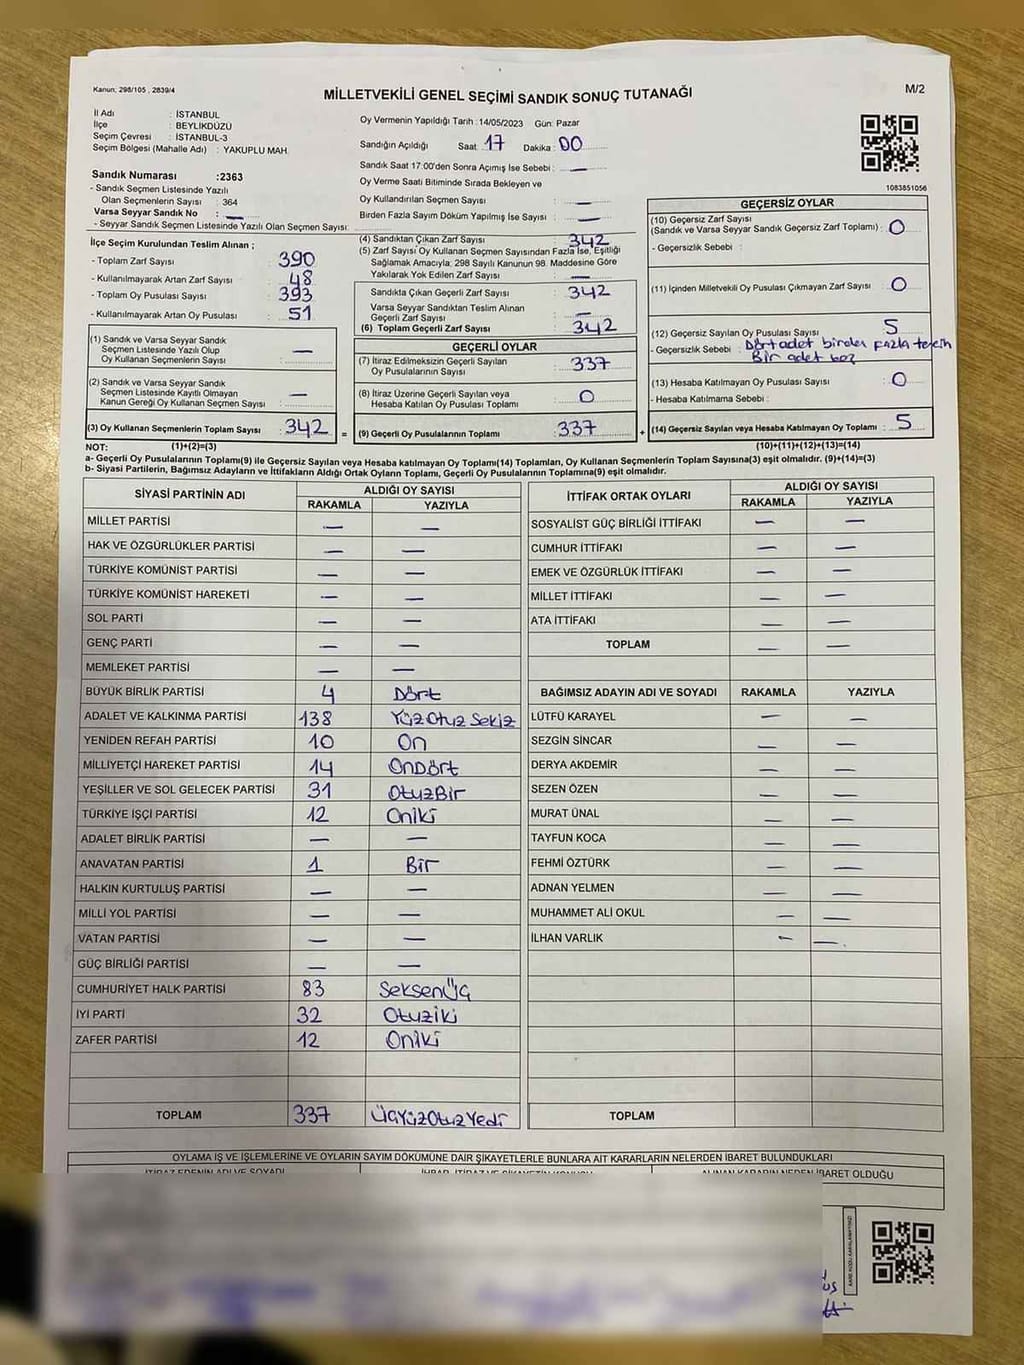 Kanun, 298/105 , 2839/4
MİLLETVEKİLİ GENEL SEÇİMİ SANDIK SONUÇ TUTANAĞI
M/2
İl Adı : İSTANBUL
İlçe : BEYLİKDÜZÜ
Seçim Çevresi : İSTANBUL-3
Seçim Bölgesi (Mahalle Adı) : YAKUPLU MAH.
Oy Vermenin Yapıldığı Tarih : 14/05/2023 Gün: Pazar
Sandığın Açıldığı Saat: 17 Dakika : 00
Sandık Saat 17:00'den Sonra Açımış İse Sebebi : —
Oy Verme Saati Bitiminde Sırada Bekleyen ve
Oy Kullandırılan Seçmen Sayısı : —
Birden Fazla Sayım Döküm Yapılmış İse Sayısı : —
1083851056
Sandık Numarası :2363
- Sandık Seçmen Listesinde Yazılı
Olan Seçmenlerin Sayısı : 364
Varsa Seyyar Sandık No : —
- Seyyar Sandık Seçmen Listesinde Yazılı Olan Seçmen Sayısı:
İlçe Seçim Kurulundan Teslim Alınan ;
- Toplam Zarf Sayısı : 390
- Kullanılmayarak Artan Zarf Sayısı : 48
- Toplam Oy Pusulası Sayısı : 393
- Kullanılmayarak Artan Oy Pusulası : 51
(1) Sandık ve Varsa Seyyar Sandık
Seçmen Listesinde Yazılı Olup
Oy Kullanan Seçmenlerin Sayısı : —
(2) Sandık ve Varsa Seyyar Sandık
Seçmen Listesinde Kayıtlı Olmayan
Kanun Gereği Oy Kullanan Seçmen Sayısı : —
(3) Oy Kullanan Seçmenlerin Toplam Sayısı : 342 =
(4) Sandıktan Çıkan Zarf Sayısı : 342
(5) Zarf Sayısı Oy Kullanan Seçmen Sayısından Fazla İse, Eşitliği
Sağlamak Amacıyla; 298 Sayılı Kanunun 98. Maddesine Göre
Yakılarak Yok Edilen Zarf Sayısı : —
Sandıkta Çıkan Geçerli Zarf Sayısı : 342
Varsa Seyyar Sandıktan Teslim Alınan
Geçerli Zarf Sayısı : —
(6) Toplam Geçerli Zarf Sayısı : 342
GEÇERLİ OYLAR
(7) İtiraz Edilmeksizin Geçerli Sayılan
Oy Pusulalarının Sayısı : 337
(8) İtiraz Üzerine Geçerli Sayılan veya
Hesaba Katılan Oy Pusulası Toplamı : 0
(9) Geçerli Oy Pusulalarının Toplamı : 337 +
GEÇERSİZ OYLAR
(10) Geçersiz Zarf Sayısı
(Sandık ve Varsa Seyyar Sandık Geçersiz Zarf Toplamı) : 0
- Geçersizlik Sebebi :
(11) İçinden Milletvekili Oy Pusulası Çıkmayan Zarf Sayısı : 0
(12) Geçersiz Sayılan Oy Pusulası Sayısı : 5
- Geçersizlik Sebebi : Dört adet birden fazla tercih
Bir adet boz
(13) Hesaba Katılmayan Oy Pusulası Sayısı : 0
- Hesaba Katılmama Sebebi :
(14) Geçersiz Sayılan veya Hesaba Katılmayan Oy Toplamı : 5
NOT: (1)+(2)=(3)
(10)+(11)+(12)+(13)=(14)
a- Geçerli Oy Pusulasının Toplamı(9) ile Geçersiz Sayılan veya Hesaba katılmayan Oy Toplamı(14) Toplamları, Oy Kullanan Seçmenlerin Toplam Sayısına(3) eşit olmalıdır. (9)+(14)=(3)
b- Siyasi Partilerin, Bağımsız Adayların ve İttifakların Aldığı Ortak Oyların Toplamı, Geçerli Oy Pusulalarının Toplamına(9) eşit olmalıdır.
SİYASİ PARTİNİN ADI ALDIĞI OY SAYISI
RAKAMLA YAZIYLA
MİLLET PARTİSİ — —
HAK VE ÖZGÜRLÜKLER PARTİSİ — —
TÜRKİYE KOMÜNİST PARTİSİ — —
TÜRKİYE KOMÜNİST HAREKETİ — —
SOL PARTİ — —
GENÇ PARTİ — —
MEMLEKET PARTİSİ — —
BÜYÜK BİRLİK PARTİSİ 4 Dört
ADALET VE KALKINMA PARTİSİ 138 Yüz Otuz Sekiz
YENİDEN REFAH PARTİSİ 10 On
MİLLİYETÇİ HAREKET PARTİSİ 14 OnDört
YEŞİLLER VE SOL GELECEK PARTİSİ 31 OtuzBir
TÜRKİYE İŞÇİ PARTİSİ 12 Oniki
ADALET BİRLİK PARTİSİ — —
ANAVATAN PARTİSİ 1 Bir
HALKIN KURTULUŞ PARTİSİ — —
MİLLİ YOL PARTİSİ — —
VATAN PARTİSİ — —
GÜÇ BİRLİĞİ PARTİSİ — —
CUMHURİYET HALK PARTİSİ 83 SeksenÜç
İYİ PARTİ 32 Otuziki
ZAFER PARTİSİ 12 Oniki
TOPLAM 337 ÜçYüzOtuzYedi
İTTİFAK ORTAK OYLARI ALDIĞI OY SAYISI
RAKAMLA YAZIYLA
SOSYALİST GÜÇ BİRLİĞİ İTTİFAKI — —
CUMHUR İTTİFAKI — —
EMEK VE ÖZGÜRLÜK İTTİFAKI — —
MİLLET İTTİFAKI — —
ATA İTTİFAKI — —
TOPLAM — —
BAĞIMSIZ ADAYIN ADI VE SOYADI RAKAMLA YAZIYLA
LÜTFÜ KARAYEL — —
SEZGİN SİNCAR — —
DERYA AKDEMİR — —
SEZEN ÖZEN — —
MURAT ÜNAL — —
TAYFUN KOCA — —
FEHMİ ÖZTÜRK — —
ADNAN YELMEN — —
MUHAMMET ALİ OKUL — —
İLHAN VARLIK — —
TOPLAM
OYLAMA İŞ VE İŞLEMLERİNE VE OYLARIN SAYIM DÖKÜMÜNE DAİR ŞİKAYETLERLE BUNLARA AİT KARARLARIN NELERDEN İBARET BULUNDUKLARI
İTİRAZ EDENİN ADI VE SOYADI İHBAR, İTİRAZ VE ŞİKAYETİN KONUSU ALINAN KARARIN NEDEN İBARET OLDUĞU